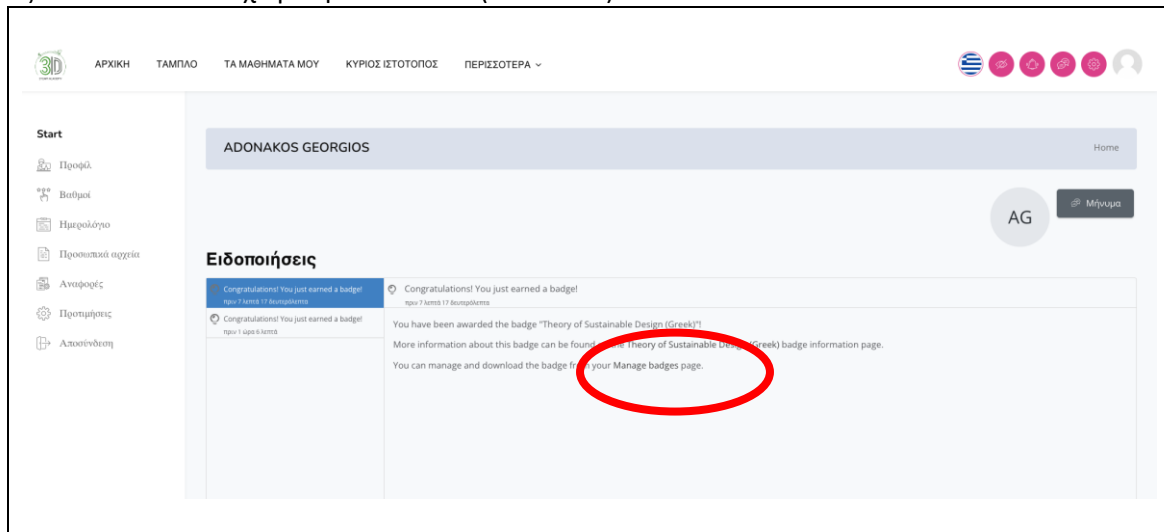 3D
ΑΡΧΙΚΗ ΤΑΜΠΛΟ ΤΑ ΜΑΘΗΜΑΤΑ ΜΟΥ ΚΥΡΙΟΣ ΙΣΤΟΤΟΠΟΣ ΠΕΡΙΣΣΟΤΕΡΑ
Start
Προφίλ
Βαθμοί
Ημερολόγιο
Προσωπικά αρχεία
Αναφορές
Προτιμήσεις
Αποσύνδεση
ADONAKOS GEORGIOS Home
AG Μήνυμα
Ειδοποιήσεις
Congratulations! You just earned a badge!
πριν 7 λεπτά 17 δευτερόλεπτα
Congratulations! You just earned a badge!
πριν 1 ώρα 6 λεπτά
Congratulations! You just earned a badge!
πριν 7 λεπτά 17 δευτερόλεπτα
You have been awarded the badge "Theory of Sustainable Design (Greek)"!
More information about this badge can be found Theory of Sustainable Design (Greek) badge information page.
You can manage and download the badge from your Manage badges page.